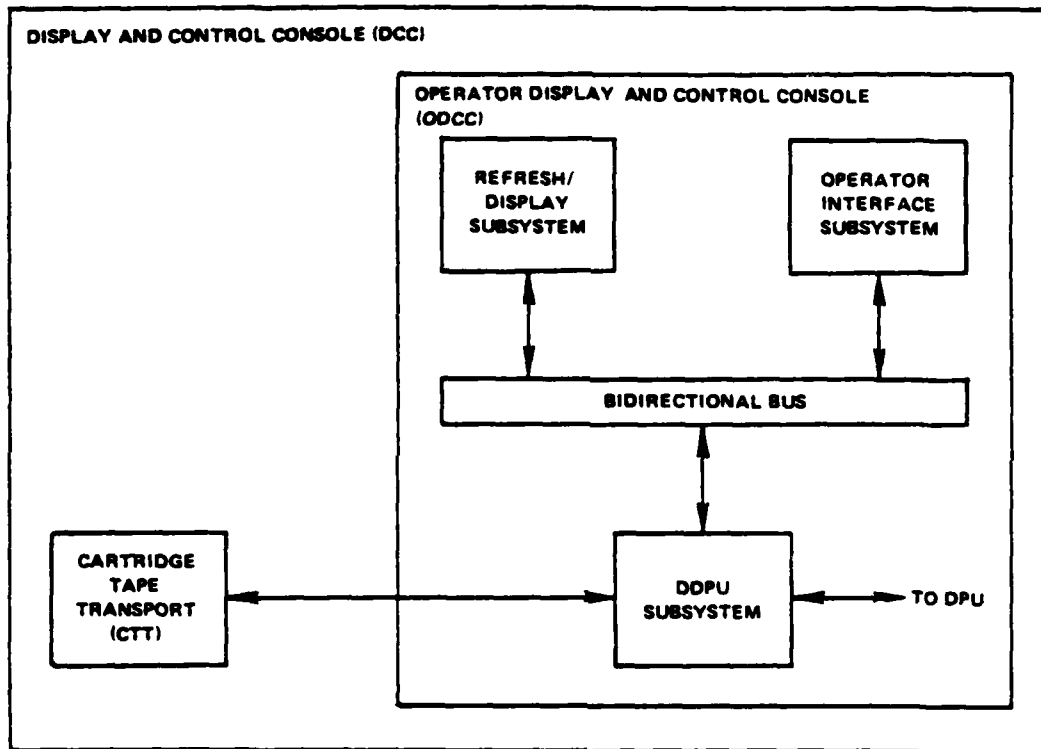 DISPLAY AND CONTROL CONSOLE (DCC)
OPERATOR DISPLAY AND CONTROL CONSOLE
(ODCC)
REFRESH/
DISPLAY
SUBSYSTEM
OPERATOR
INTERFACE
SUBSYSTEM
BIDIRECTIONAL BUS
CARTRIDGE
TAPE
TRANSPORT
(CTT)
DDPU
SUBSYSTEM
TO DPU